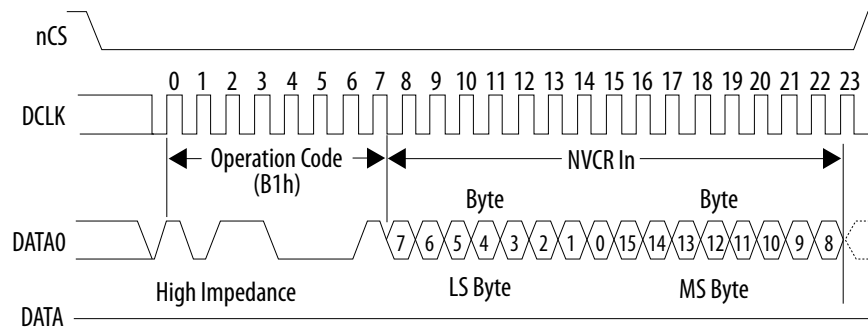 nCS
0 1 2 3 4 5 6 7 8 9 10 11 12 13 14 15 16 17 18 19 20 21 22 23
DCLK
Operation Code
(B1h)
NVCR In
Byte Byte
DATA0 7 6 5 4 3 2 1 0 15 14 13 12 11 10 9 8
High Impedance LS Byte MS Byte
DATA